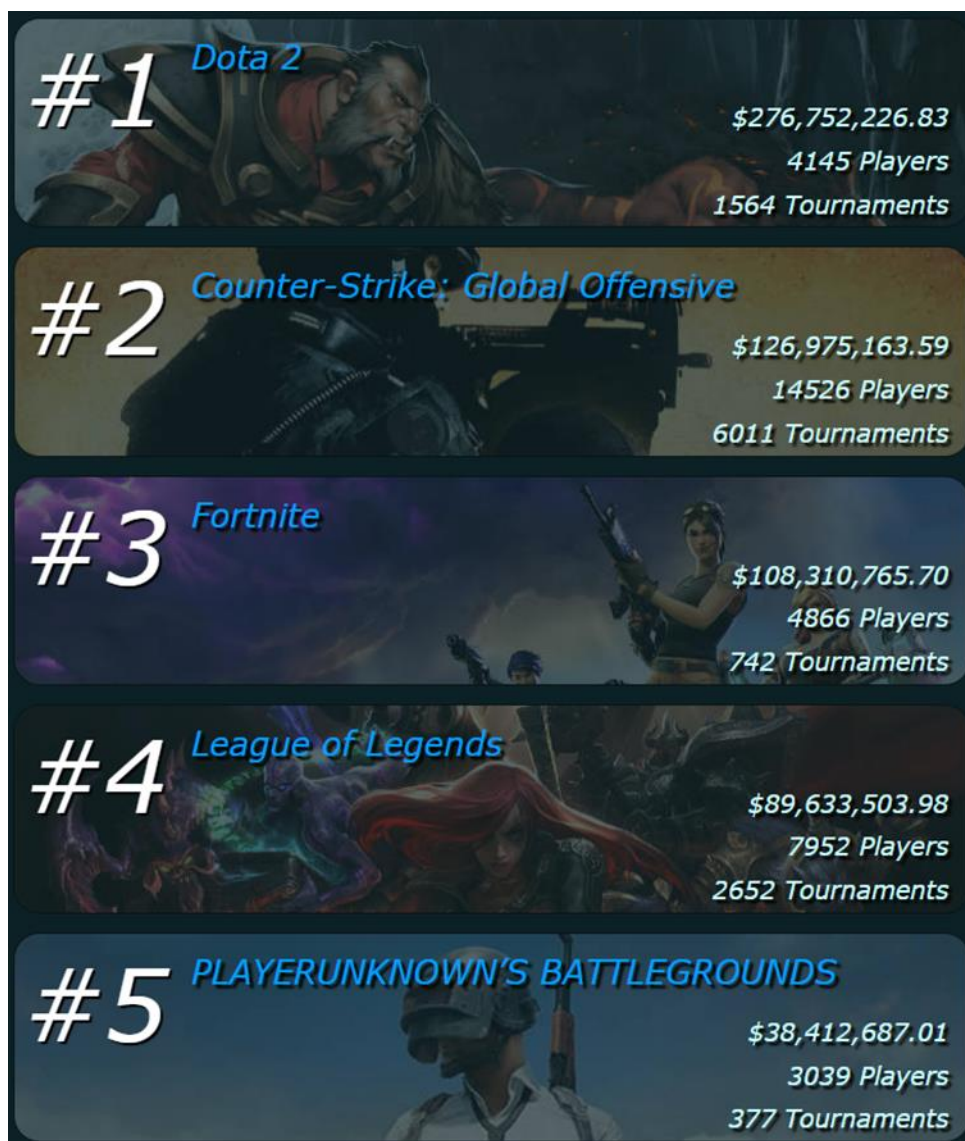 #1
Dota 2
$276,752,226.83
4145 Players
1564 Tournaments
#2
Counter-Strike: Global Offensive
$126,975,163.59
14526 Players
6011 Tournaments
#3
Fortnite
$108,310,765.70
4866 Players
742 Tournaments
#4
League of Legends
$89,633,503.98
7952 Players
2652 Tournaments
#5
PLAYERUNKNOWN'S BATTLEGROUNDS
$38,412,687.01
3039 Players
377 Tournaments